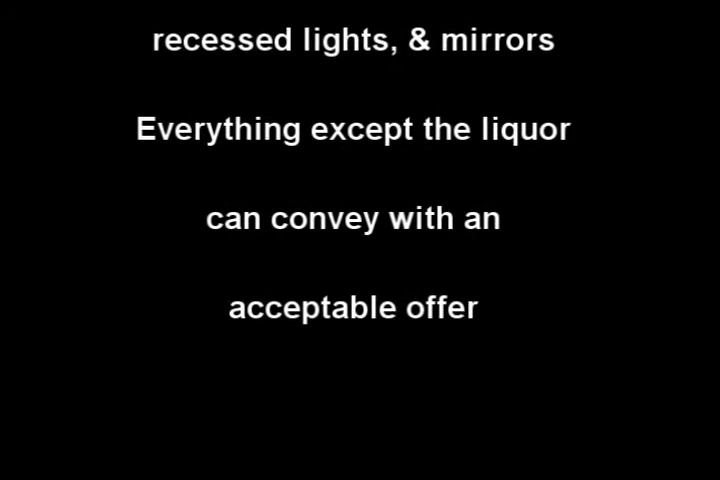 recessed lights, & mirrors
Everything except the liquor
can convey with an
acceptable offer